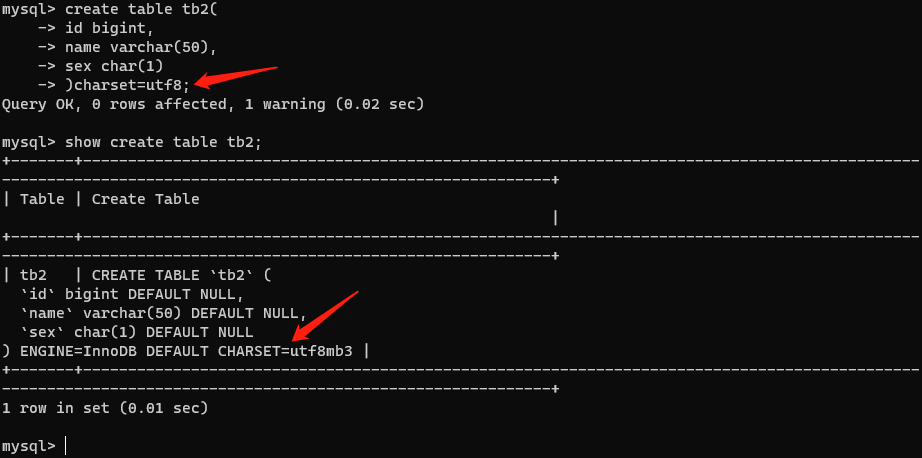 mysql> create table tb2(
    -> id bigint,
    -> name varchar(50),
    -> sex char(1)
    -> )charset=utf8;
Query OK, 0 rows affected, 1 warning (0.02 sec)

mysql> show create table tb2;
+-------+---------------------------------------------------------------------------------------------
-------------------------------------------------------------+
| Table | Create Table
                                                             |
+-------+---------------------------------------------------------------------------------------------
-------------------------------------------------------------+
| tb2   | CREATE TABLE `tb2` (
  `id` bigint DEFAULT NULL,
  `name` varchar(50) DEFAULT NULL,
  `sex` char(1) DEFAULT NULL
) ENGINE=InnoDB DEFAULT CHARSET=utf8mb3 |
+-------+---------------------------------------------------------------------------------------------
-------------------------------------------------------------+
1 row in set (0.01 sec)

mysql>